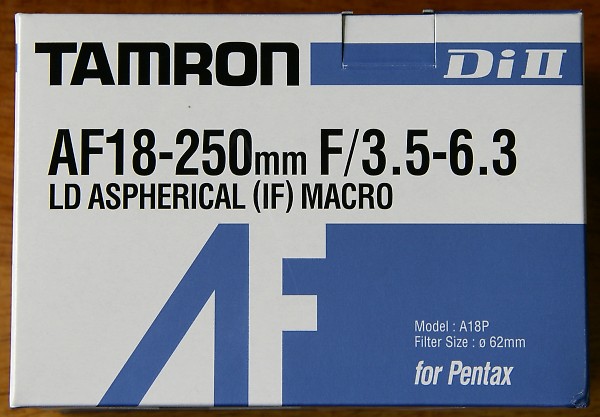 TAMRON Di II
AF18-250mm F/3.5-6.3
LD ASPHERICAL (IF) MACRO
AF
Model : A18P
Filter Size : ø 62mm
for Pentax